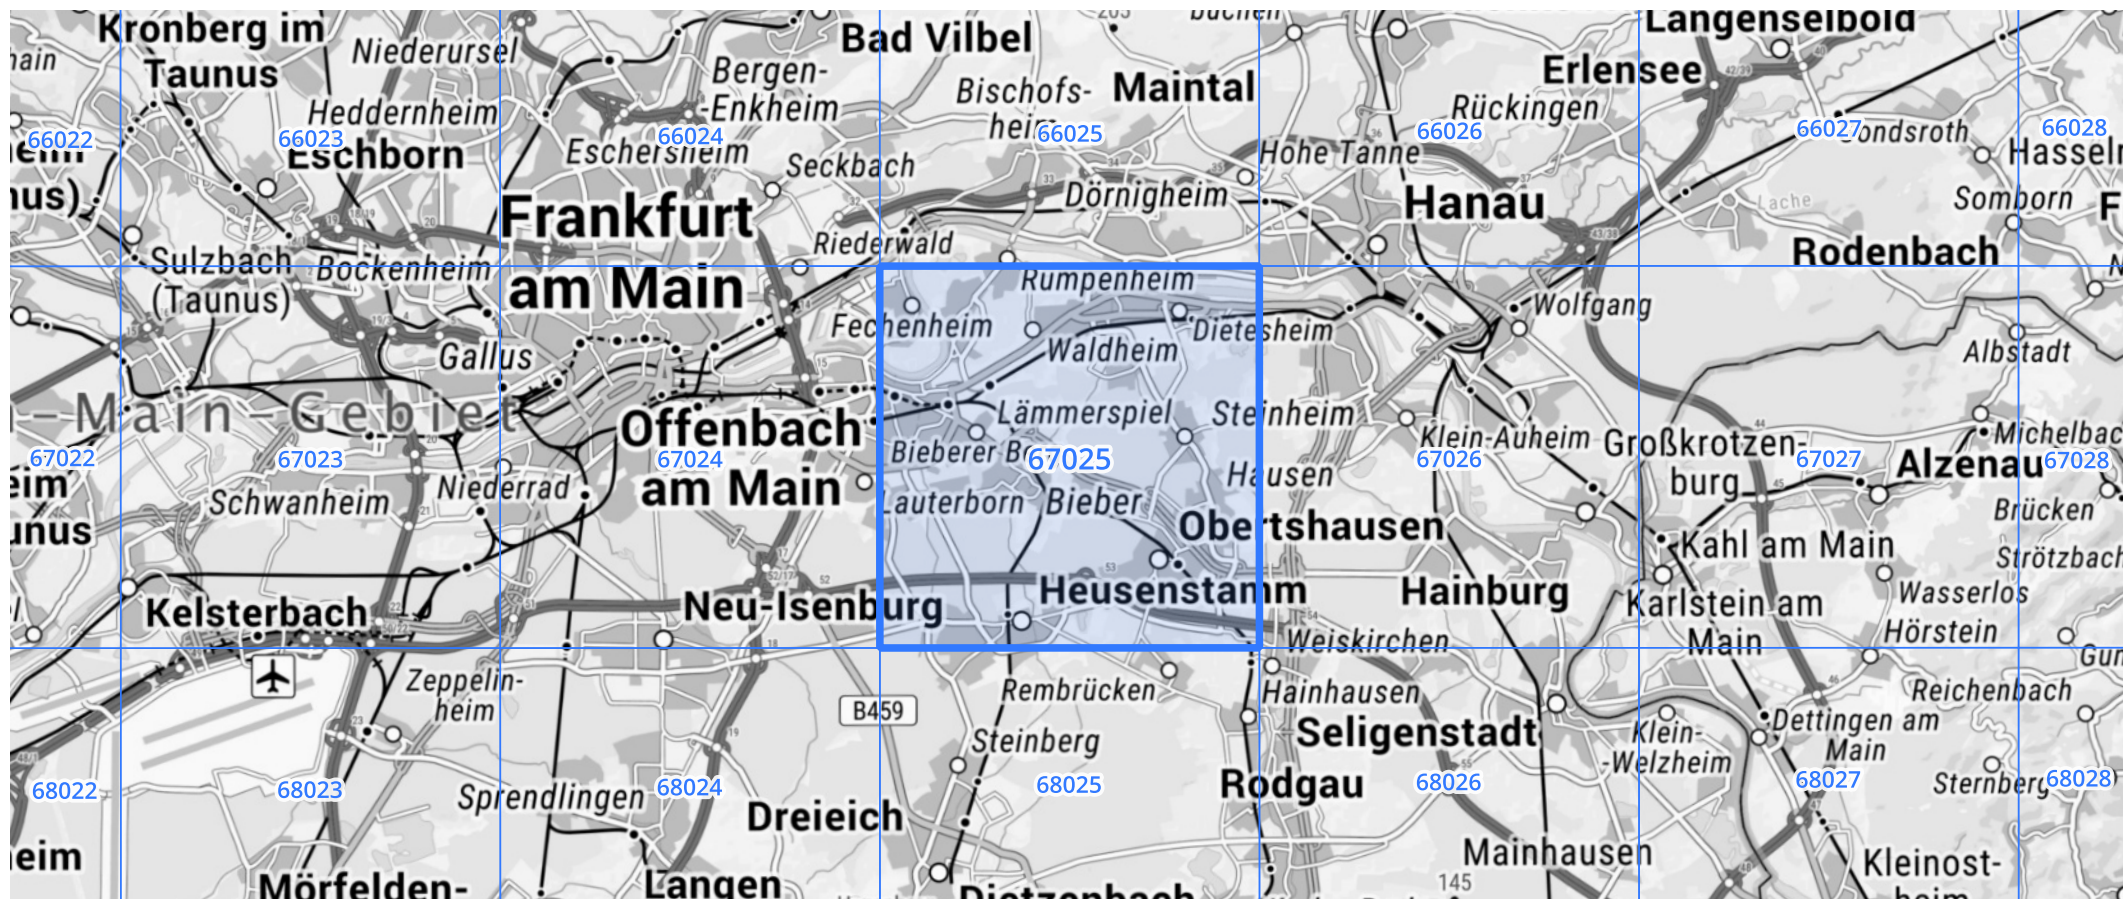 Kronberg im
Taunus
Niederursel
Bad Vilbel
Langenselbold
Bergen-
-Enkheim
Bischofs-
heim
Maintal
Erlensee
Rückingen
Heddernheim
66022
66023
66024
66025
66026
66027
66028
Eschborn
Eschersheim
Seckbach
Hohe Tanne
Dörnigheim
Hanau
Lache
Somborn
Frankfurt
am Main
Riederwald
Rodenbach
Sulzbach
(Taunus)
Bockenheim
Rumpenheim
Fechenheim
Dietesheim
Wolfgang
Waldheim
Albstadt
Gallus
-Main-Gebiet
Offenbach
am Main
Lämmerspiel
Steinheim
Klein-Auheim
Großkrotzen-
burg
67022
67023
67024
67025
67026
67027
67028
Alzenau
Schwanheim
Niederrad
Lauterborn
Bieber
Hausen
Obertshausen
Brücken
Kahl am Main
Kelsterbach
Neu-Isenburg
Heusenstamm
Hainburg
Wasserlos
Karlstein am
Main
Hörstein
Weiskirchen
Zeppelin-
heim
B459
Rembrücken
Hainhausen
Reichenbach
Seligenstadt
Klein-
-Welzheim
Dettingen am
Main
Steinberg
Sternberg
68022
68023
68024
68025
68026
68027
68028
Rodgau
Sprendlingen
Dreieich
Mainhausen
145
Kleinost-
heim
Mörfelden-
Langen
Dietzenbach